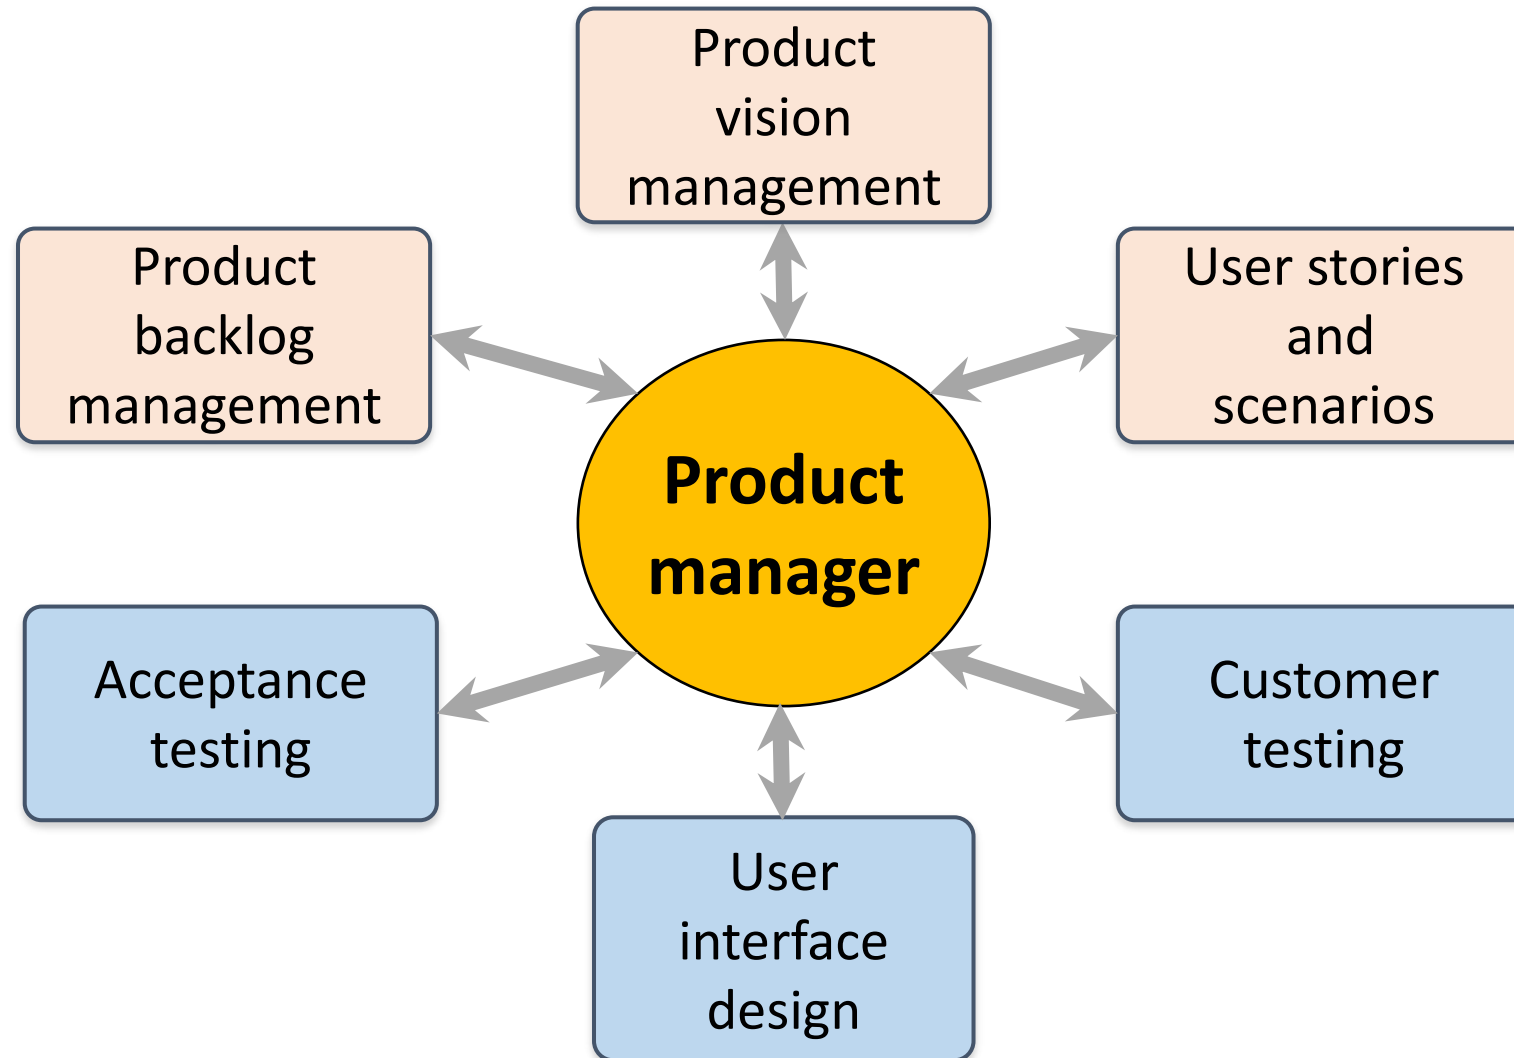 Product
vision
management
Product
backlog
management
User stories
and
scenarios
Product
manager
Acceptance
testing
Customer
testing
User
interface
design